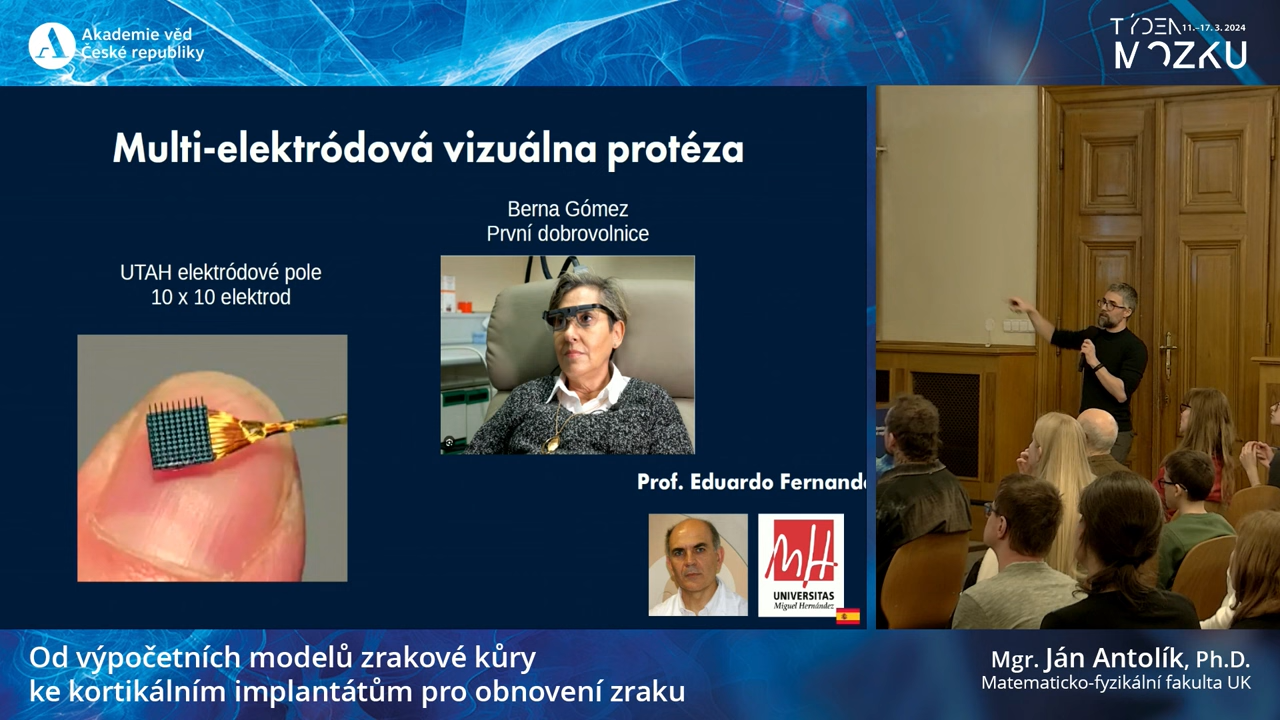 Akademie věd
České republiky
TÝDEN 11.–17. 3. 2024
MOZKU
Multi-elektródová vizuálna protéza
Berna Gómez
První dobrovolnice
UTAH elektródové pole
10 x 10 elektrod
Prof. Eduardo Fernande
MH
UNIVERSITAS
Miguel Hernández
Od výpočetních modelů zrakové kůry
ke kortikálním implantátům pro obnovení zraku
Mgr. Ján Antolík, Ph.D.
Matematicko-fyzikální fakulta UK